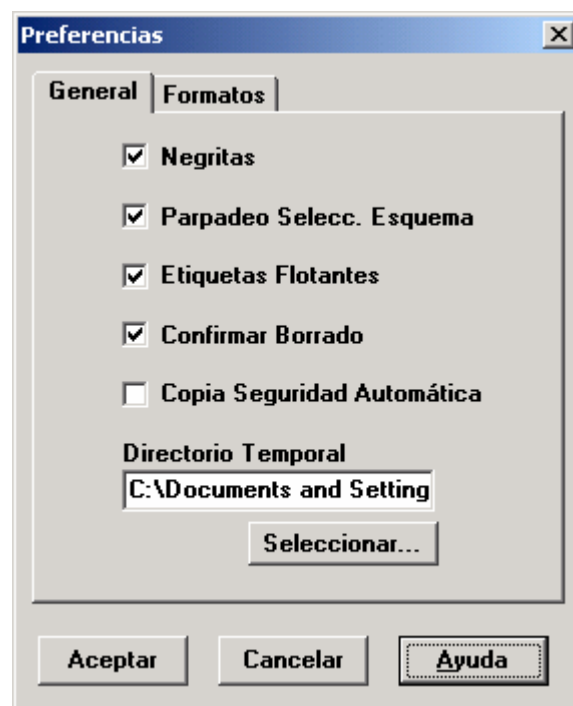 Preferencias
General Formatos
Negritas
Parpadeo Selecc. Esquema
Etiquetas Flotantes
Confirmar Borrado
Copia Seguridad Automática
Directorio Temporal
C:\Documents and Setting
Seleccionar...
Aceptar Cancelar Ayuda